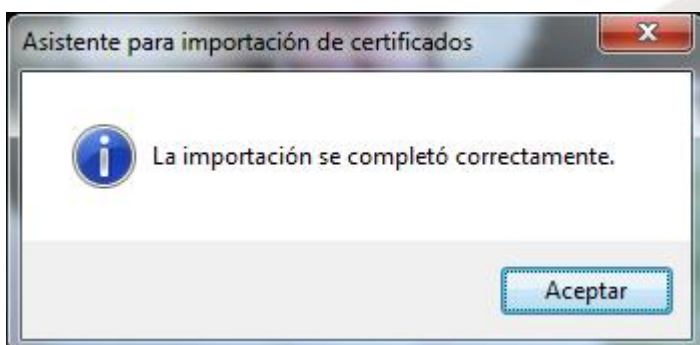 Asistente para importación de certificados
La importación se completó correctamente.
Aceptar